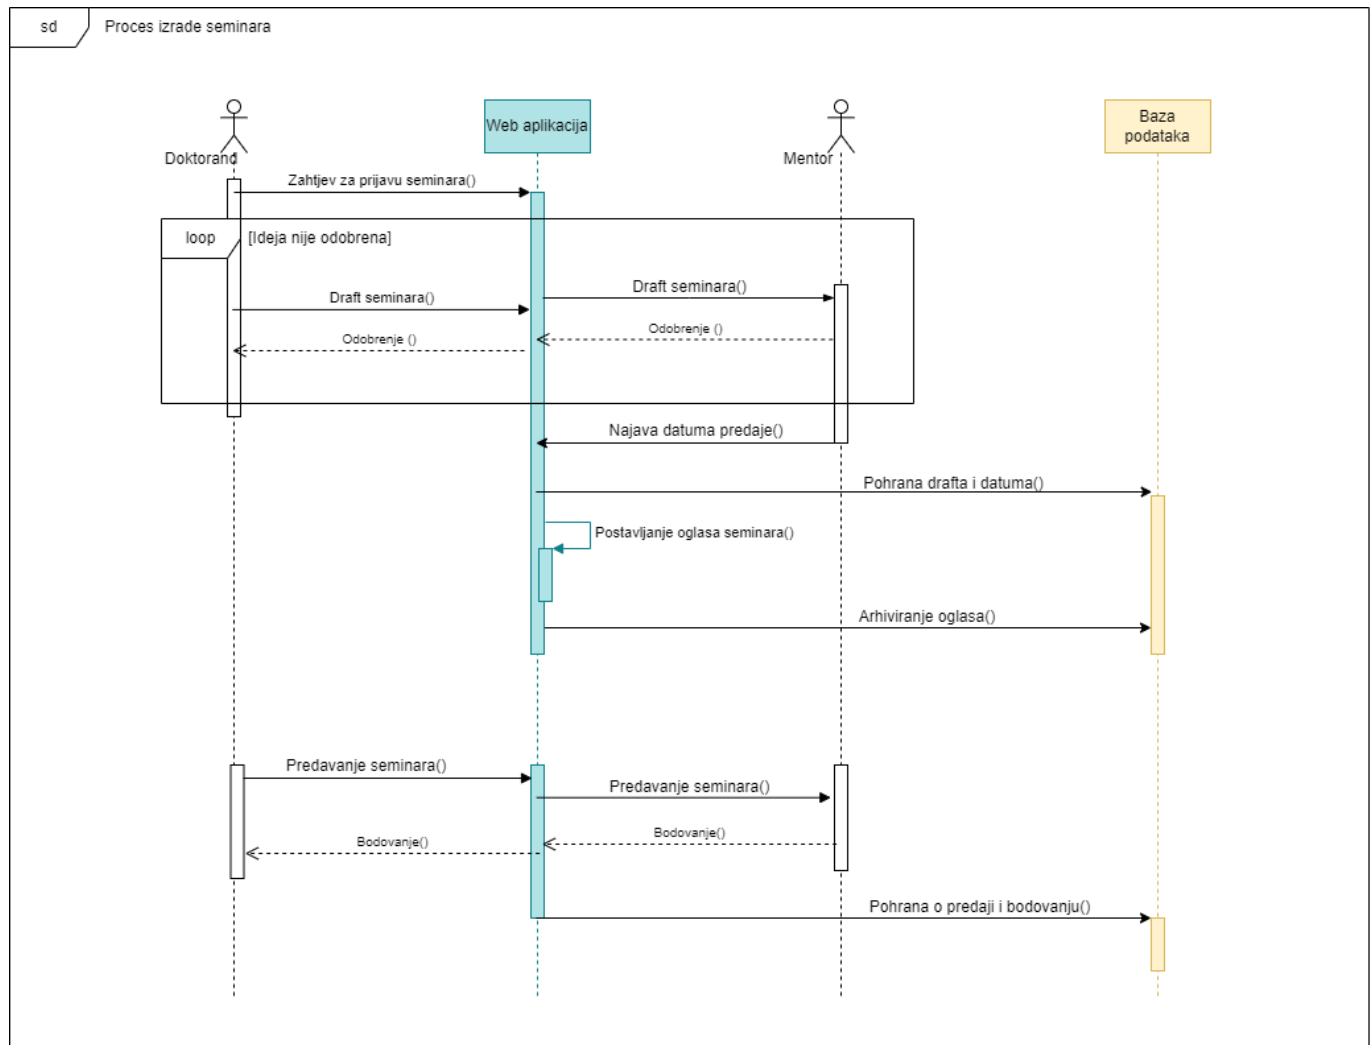 sd
Proces izrade seminara
Doktorand
Web aplikacija
Mentor
Baza
podataka
Zahtjev za prijavu seminara()
loop
[Ideja nije odobrena]
Draft seminara()
Draft seminara()
Odobrenje ()
Odobrenje ()
Najava datuma predaje()
Pohrana drafta i datuma()
Postavljanje oglasa seminara()
Arhiviranje oglasa()
Predavanje seminara()
Predavanje seminara()
Bodovanje()
Bodovanje()
Pohrana o predaji i bodovanju()